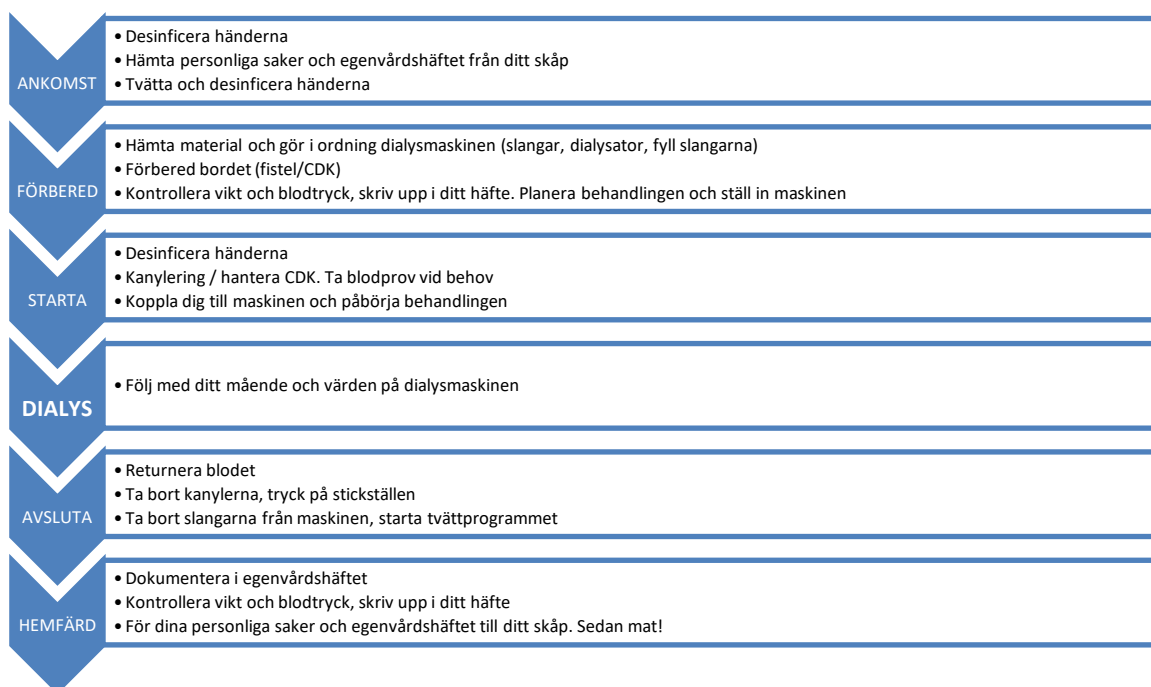 ANKOMST
• Desinficera händerna
• Hämta personliga saker och egenvårdshäftet från ditt skåp
• Tvätta och desinficera händerna
FÖRBERED
• Hämta material och gör i ordning dialysmaskinen (slangar, dialysator, fyll slangarna)
• Förbered bordet (fistel/CDK)
• Kontrollera vikt och blodtryck, skriv upp i ditt häfte. Planera behandlingen och ställ in maskinen
STARTA
• Desinficera händerna
• Kanylering / hantera CDK. Ta blodprov vid behov
• Koppla dig till maskinen och påbörja behandlingen
DIALYS
• Följ med ditt mående och värden på dialysmaskinen
AVSLUTA
• Returnera blodet
• Ta bort kanylerna, tryck på stickställen
• Ta bort slangarna från maskinen, starta tvättprogrammet
HEMFÄRD
• Dokumentera i egenvårdshäftet
• Kontrollera vikt och blodtryck, skriv upp i ditt häfte
• För dina personliga saker och egenvårdshäftet till ditt skåp. Sedan mat!